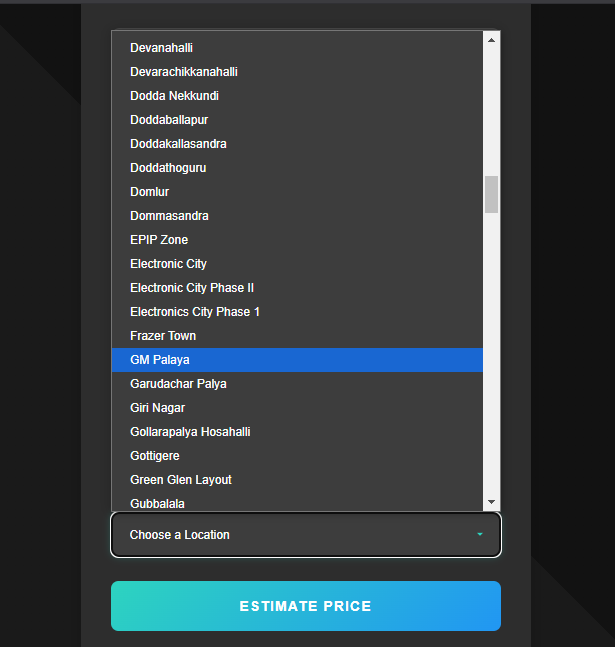 Devanahalli
Devarachikkanahalli
Dodda Nekkundi
Doddaballapur
Doddakallasandra
Doddathoguru
Domlur
Dommasandra
EPIP Zone
Electronic City
Electronic City Phase II
Electronics City Phase 1
Frazer Town
GM Palaya
Garudachar Palya
Giri Nagar
Gollarapalya Hosahalli
Gottigere
Green Glen Layout
Gubbalala
Choose a Location
ESTIMATE PRICE